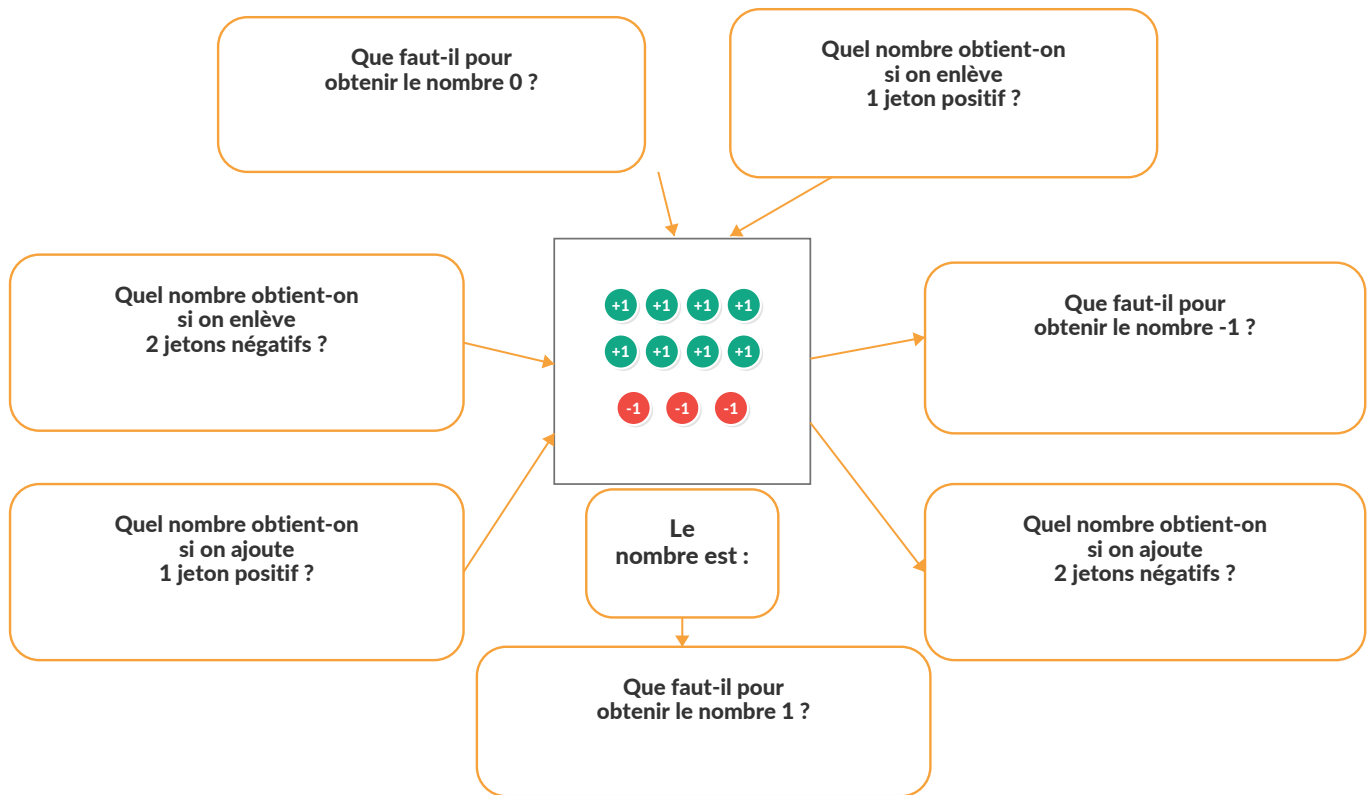 Que faut-il pour
obtenir le nombre 0 ?
Quel nombre obtient-on
si on enlève
1 jeton positif ?
Quel nombre obtient-on
si on enlève
2 jetons négatifs ?
+1 +1 +1 +1
+1 +1 +1 +1
-1 -1 -1
Que faut-il pour
obtenir le nombre -1 ?
Quel nombre obtient-on
si on ajoute
1 jeton positif ?
Le
nombre est :
Quel nombre obtient-on
si on ajoute
2 jetons négatifs ?
Que faut-il pour
obtenir le nombre 1 ?